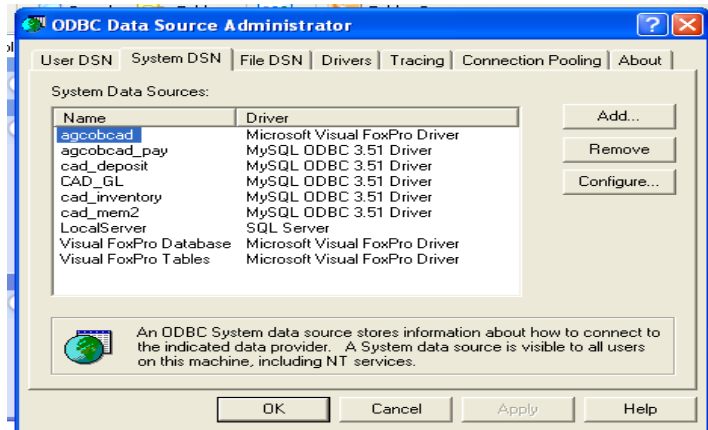 ODBC Data Source Administrator
User DSN System DSN File DSN Drivers Tracing Connection Pooling About
System Data Sources:
Name Driver
agcobcad Microsoft Visual FoxPro Driver
agcobcad_pay MySQL ODBC 3.51 Driver
cad_deposit MySQL ODBC 3.51 Driver
CAD_GL MySQL ODBC 3.51 Driver
cad_inventory MySQL ODBC 3.51 Driver
cad_mem2 MySQL ODBC 3.51 Driver
LocalServer SQL Server
Visual FoxPro Database Microsoft Visual FoxPro Driver
Visual FoxPro Tables Microsoft Visual FoxPro Driver
Add...
Remove
Configure...
An ODBC System data source stores information about how to connect to
the indicated data provider. A System data source is visible to all users
on this machine, including NT services.
OK Cancel Apply Help